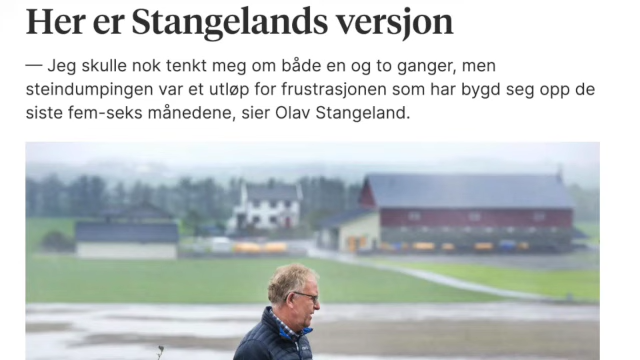 Her er Stangelands versjon
— Jeg skulle nok tenkt meg om både en og to ganger, men
steindumpingen var et utløp for frustrasjonen som har bygd seg opp de
siste fem-seks månedene, sier Olav Stangeland.